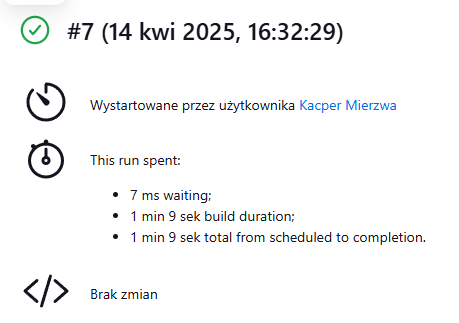 #7 (14 kwi 2025, 16:32:29)
Wystartowane przez użytkownika Kacper Mierzwa
This run spent:
7 ms waiting;
1 min 9 sek build duration;
1 min 9 sek total from scheduled to completion.
Brak zmian